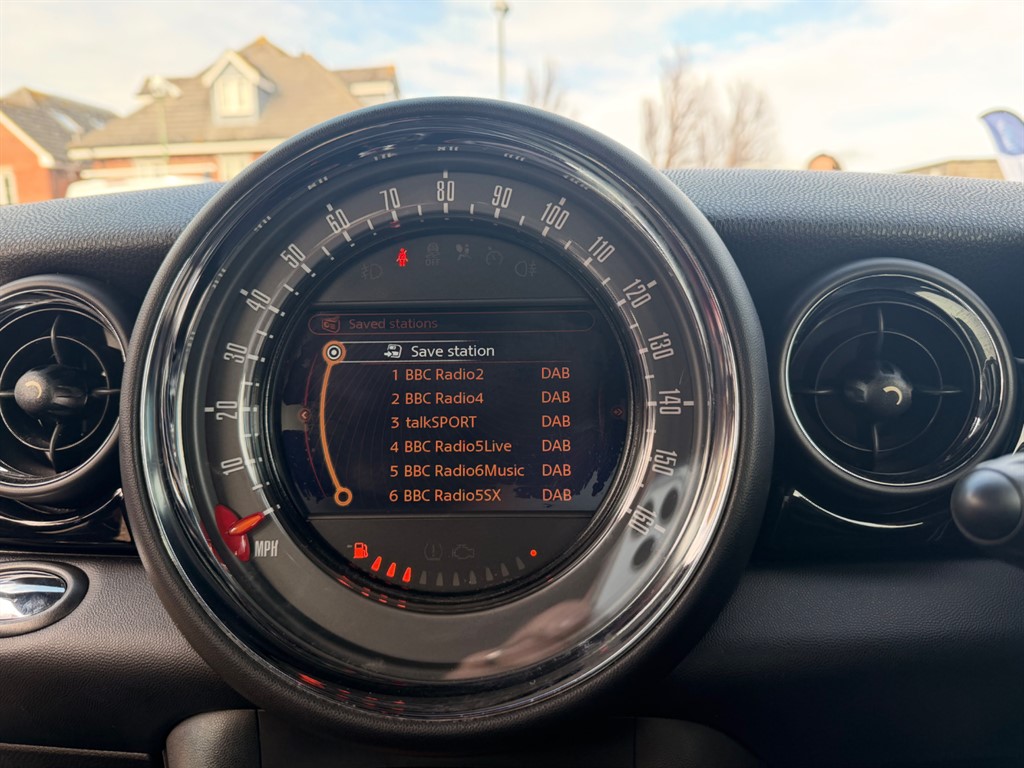 10
20
30
40
50
60
70
80
90
100
110
120
130
140
150
160
MPH
OFF
Saved stations
Save station
1 BBC Radio2 DAB
2 BBC Radio4 DAB
3 talkSPORT DAB
4 BBC Radio5Live DAB
5 BBC Radio6Music DAB
6 BBC Radio5SX DAB